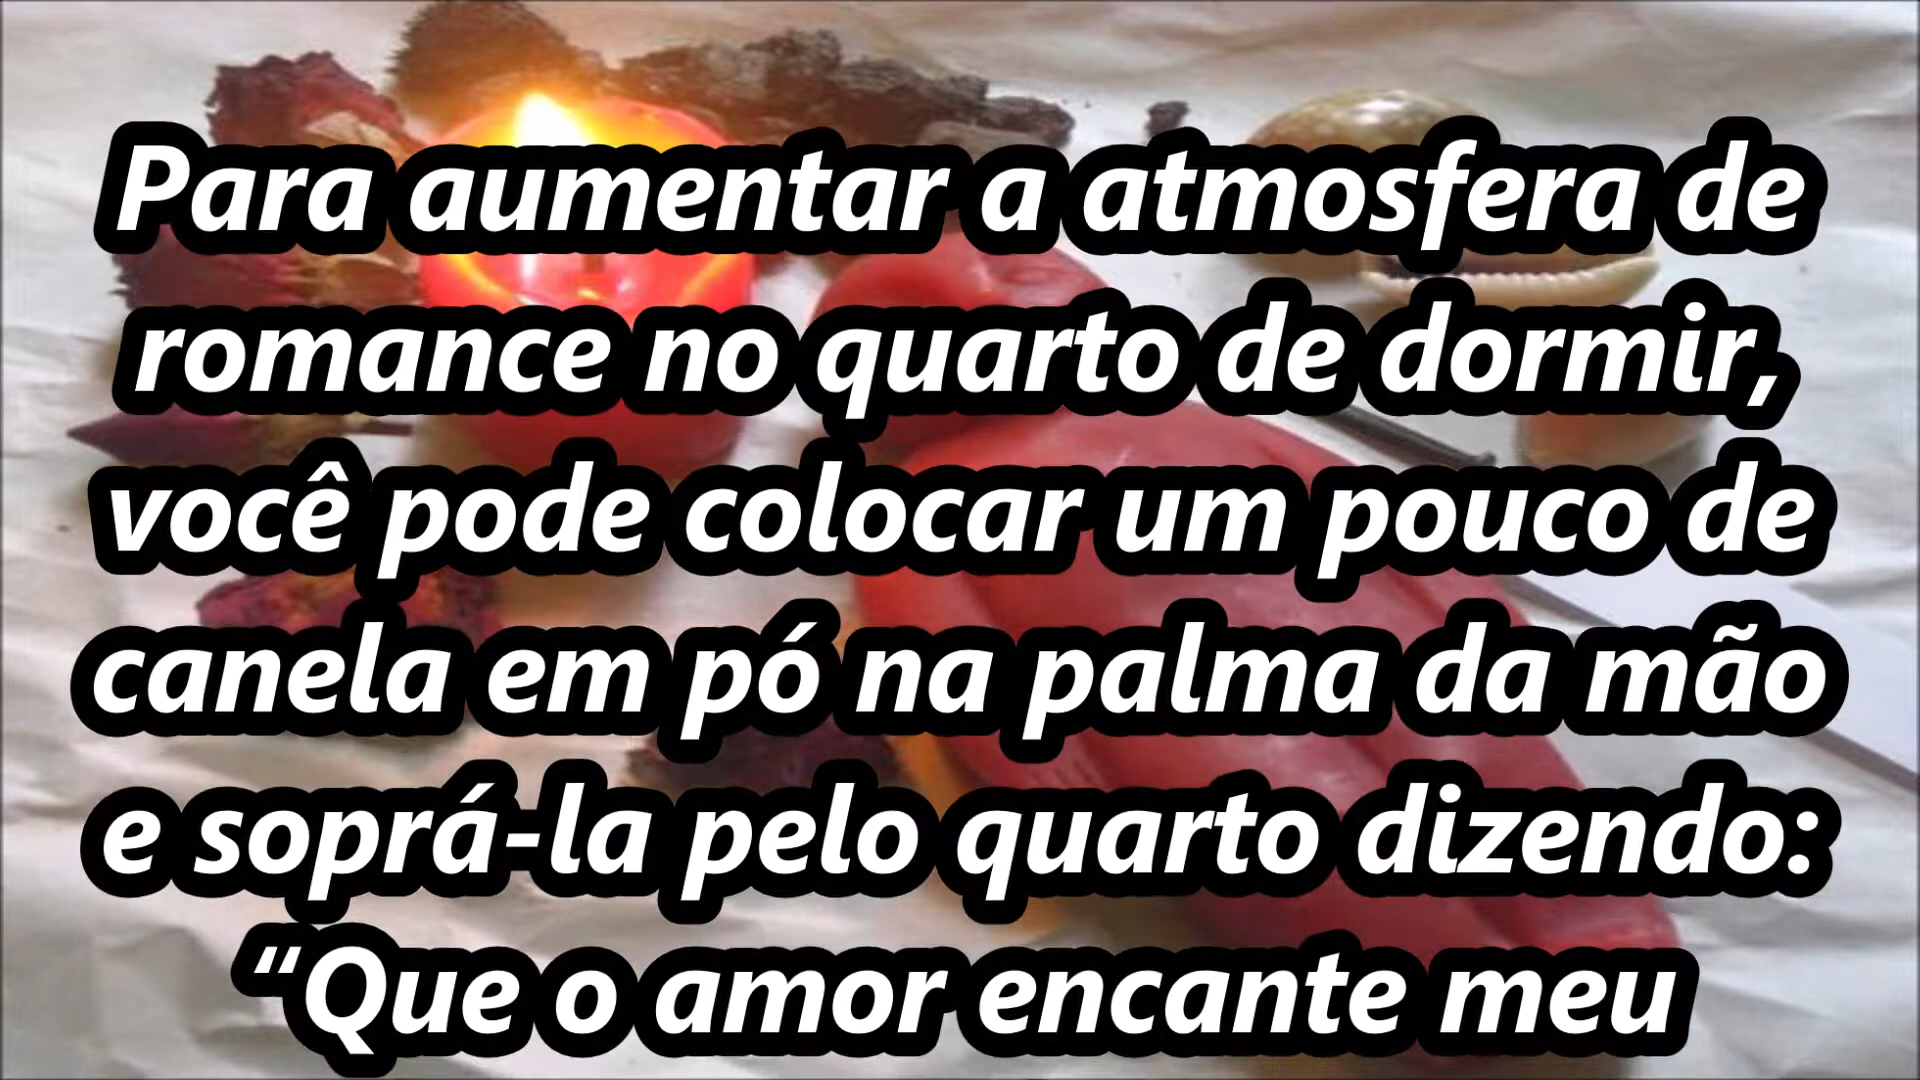 Para aumentar a atmosfera de
romance no quarto de dormir,
você pode colocar um pouco de
canela em pó na palma da mão
e soprá-la pelo quarto dizendo:
“Que o amor encante meu